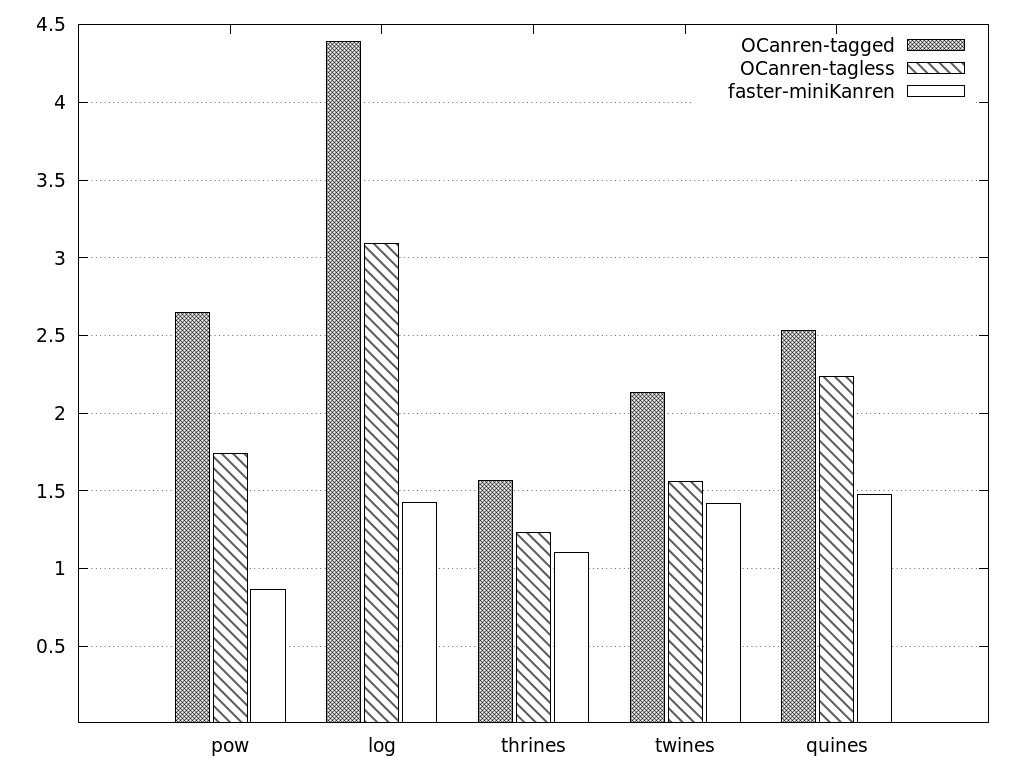 4.5
4
3.5
3
2.5
2
1.5
1
0.5
OCanren-tagged
OCanren-tagless
faster-miniKanren
pow log thrines twines quines